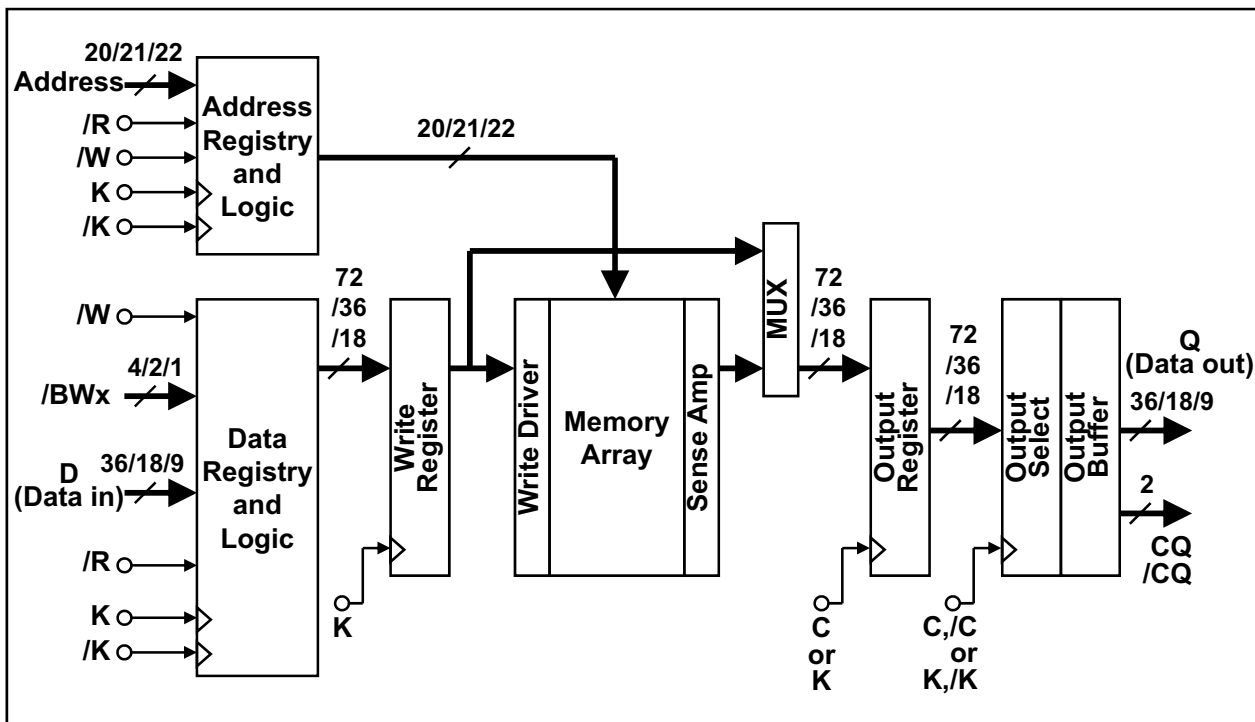 20/21/22
Address
/R
/W
K
/K
Address
Registry
and
Logic
20/21/22
/W
4/2/1
/BWx
36/18/9
D
(Data in)
/R
K
/K
Data
Registry
and
Logic
72
/36
/18
Write
Register
K
Write Driver
Memory
Array
Sense Amp
MUX
72
/36
/18
Output
Register
C
or
K
72
/36
/18
Output
Select
Output
Buffer
C,/C
or
K,/K
Q
(Data out)
36/18/9
2
CQ
/CQ